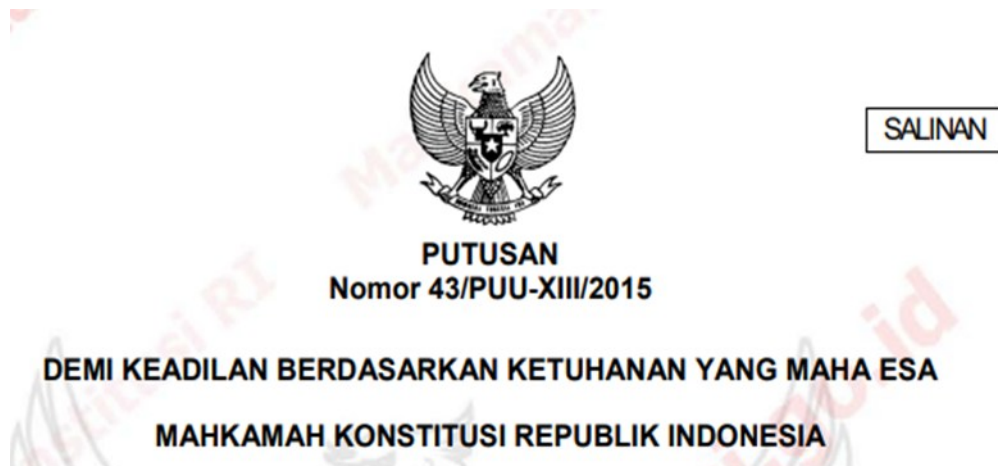 SALINAN
PUTUSAN
Nomor 43/PUU-XIII/2015
DEMI KEADILAN BERDASARKAN KETUHANAN YANG MAHA ESA
MAHKAMAH KONSTITUSI REPUBLIK INDONESIA